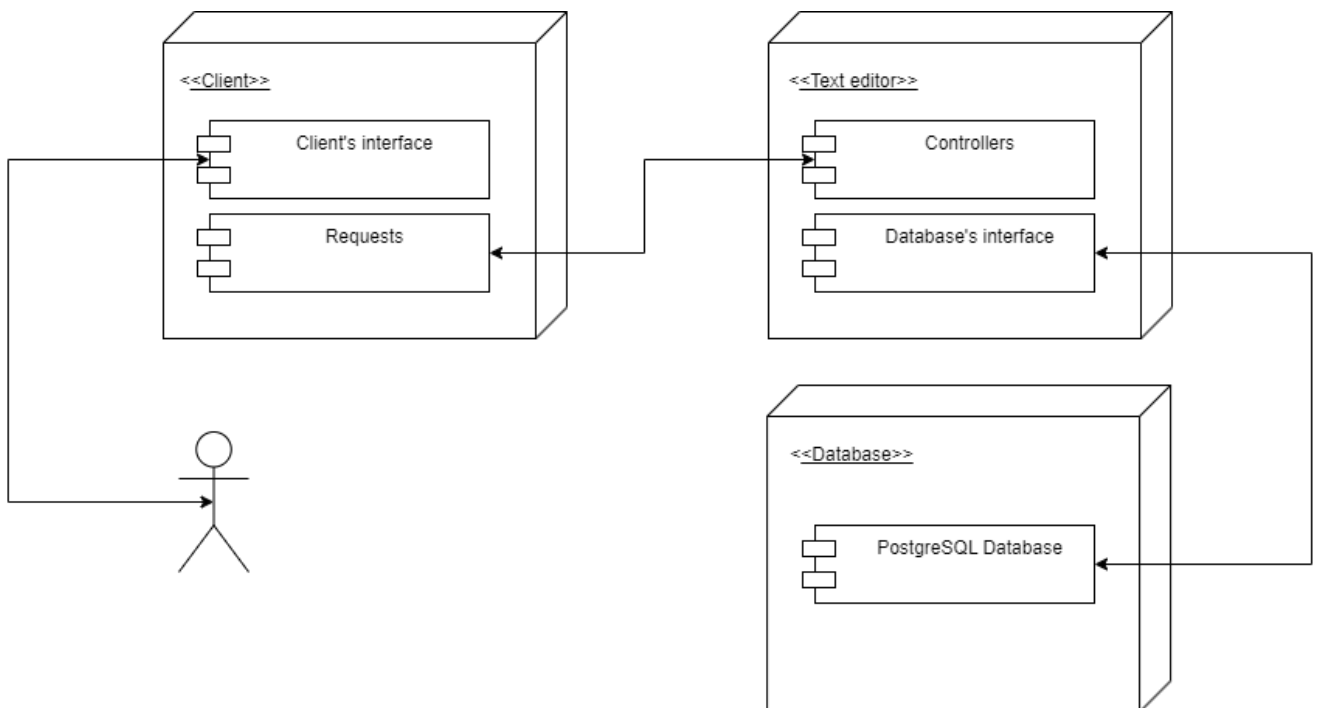 <<Client>>
Client's interface
Requests
<<Text editor>>
Controllers
Database's interface
<<Database>>
PostgreSQL Database